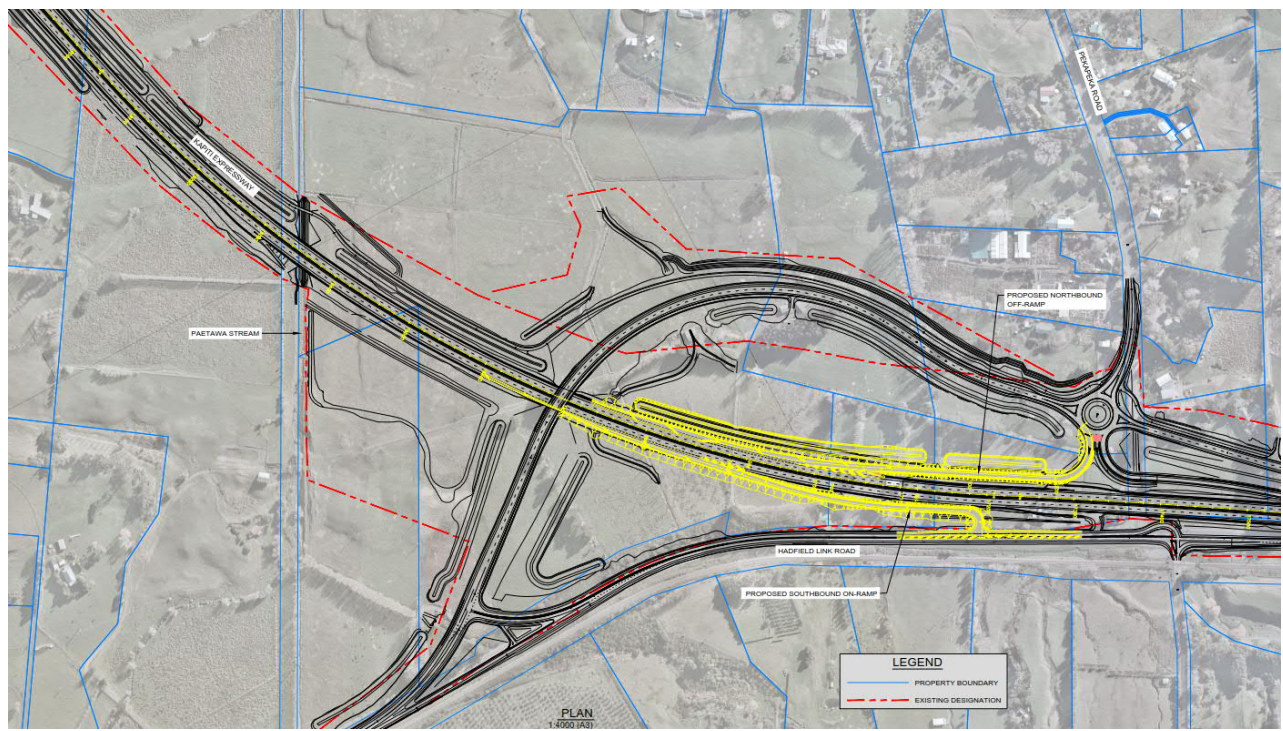 PEKAPEKA ROAD
KAPITI EXPRESSWAY
PAETAWA STREAM
PROPOSED NORTHBOUND
OFF-RAMP
HADFIELD LINK ROAD
PROPOSED SOUTHBOUND ON-RAMP
LEGEND
PROPERTY BOUNDARY
EXISTING DESIGNATION
PLAN
1:4000 (A3)